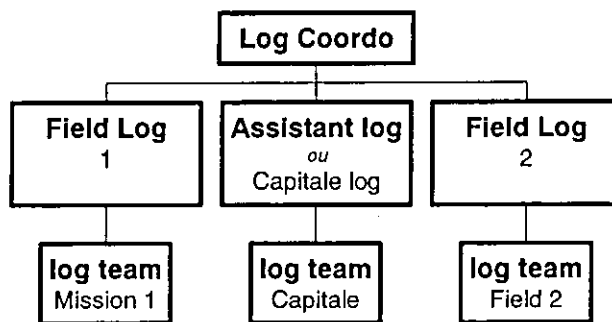 Log Coordo
Field Log
1
Assistant log
ou
Capitale log
Field Log
2
log team
Mission 1
log team
Capitale
log team
Field 2